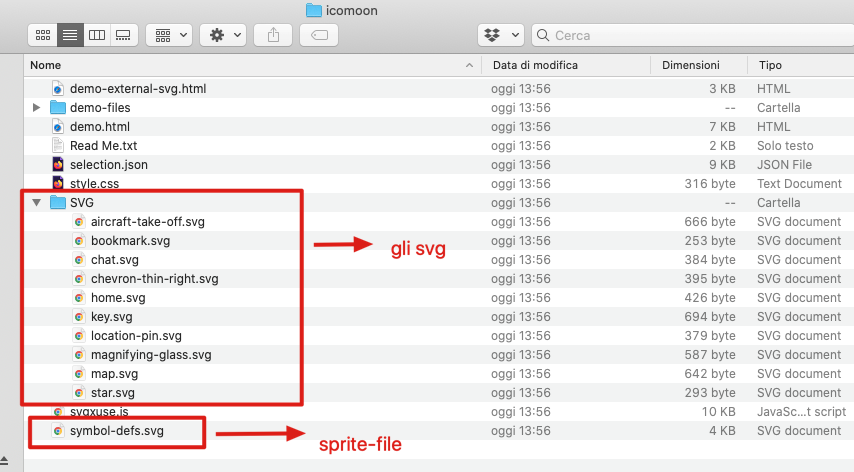 icomoon
Cerca
Nome Data di modifica Dimensioni Tipo
demo-external-svg.html oggi 13:56 3 KB HTML
demo-files oggi 13:56 -- Cartella
demo.html oggi 13:56 7 KB HTML
Read Me.txt oggi 13:56 2 KB Solo testo
selection.json oggi 13:56 9 KB JSON File
style.css oggi 13:56 316 byte Text Document
SVG oggi 13:56 -- Cartella
aircraft-take-off.svg oggi 13:56 666 byte SVG document
bookmark.svg oggi 13:56 253 byte SVG document
gli svg
chat.svg oggi 13:56 384 byte SVG document
chevron-thin-right.svg oggi 13:56 395 byte SVG document
home.svg oggi 13:56 426 byte SVG document
key.svg oggi 13:56 694 byte SVG document
location-pin.svg oggi 13:56 379 byte SVG document
magnifying-glass.svg oggi 13:56 587 byte SVG document
map.svg oggi 13:56 642 byte SVG document
star.svg oggi 13:56 293 byte SVG document
svgxuse.js oggi 13:56 10 KB JavaSc...t script
symbol-defs.svg oggi 13:56 4 KB SVG document
sprite-file